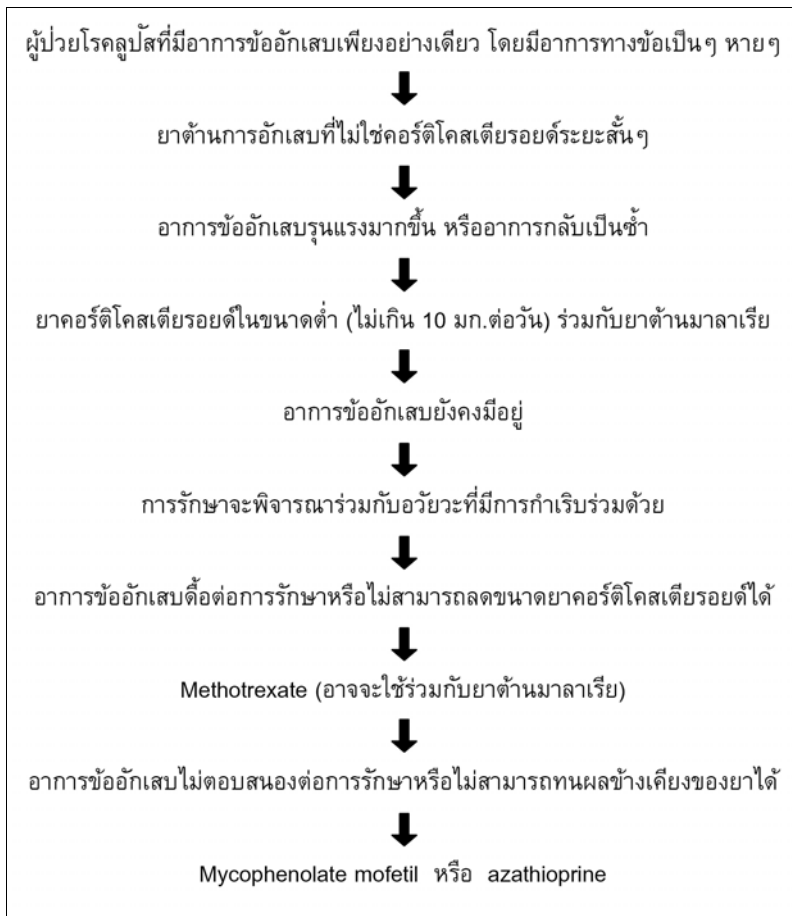 ผู้ป่วยโรคลูปัสที่มีอาการข้ออักเสบเพียงอย่างเดียว โดยมีอาการทางข้อเป็นๆ หายๆ
ยาต้านการอักเสบที่ไม่ใช่คอร์ติโคสเตียรอยด์ระยะสั้นๆ
อาการข้ออักเสบรุนแรงมากขึ้น หรืออาการกลับเป็นซ้ำ
ยาคอร์ติโคสเตียรอยด์ในขนาดต่ำ (ไม่เกิน 10 มก.ต่อวัน) ร่วมกับยาต้านมาลาเรีย
อาการข้ออักเสบยังคงมีอยู่
การรักษาจะพิจารณาร่วมกับอวัยวะที่มีการกำเริบร่วมด้วย
อาการข้ออักเสบดื้อต่อการรักษาหรือไม่สามารถลดขนาดยาคอร์ติโคสเตียรอยด์ได้
Methotrexate (อาจจะใช้ร่วมกับยาต้านมาลาเรีย)
อาการข้ออักเสบไม่ตอบสนองต่อการรักษาหรือไม่สามารถทนผลข้างเคียงของยาได้
Mycophenolate mofetil หรือ azathioprine